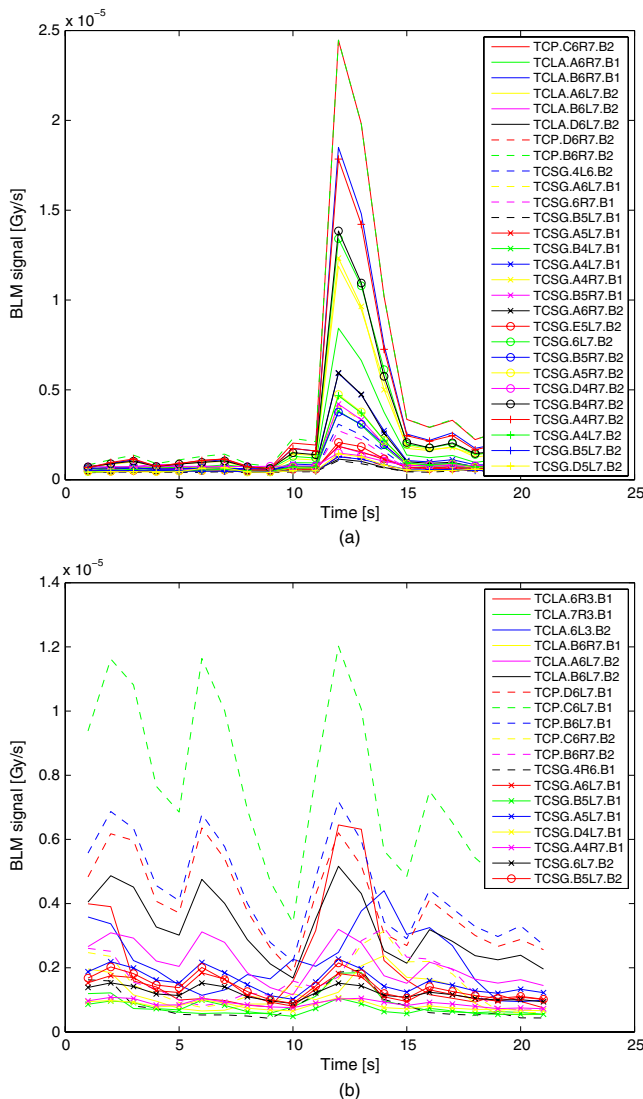 x 10⁻⁵
2.5
2
1.5
1
0.5
0
BLM signal [Gy/s]
0 5 10 15 20 25
Time [s]
TCP.C6R7.B2
TCLA.A6R7.B1
TCLA.B6R7.B1
TCLA.A6L7.B2
TCLA.B6L7.B2
TCLA.D6L7.B2
TCP.D6R7.B2
TCP.B6R7.B2
TCSG.4L6.B2
TCSG.A6L7.B1
TCSG.6R7.B1
TCSG.B5L7.B1
TCSG.A5L7.B1
TCSG.B4L7.B1
TCSG.A4L7.B1
TCSG.A4R7.B1
TCSG.B5R7.B1
TCSG.A6R7.B2
TCSG.E5L7.B2
TCSG.6L7.B2
TCSG.B5R7.B2
TCSG.A5R7.B2
TCSG.D4R7.B2
TCSG.B4R7.B2
TCSG.A4R7.B2
TCSG.A4L7.B2
TCSG.B5L7.B2
TCSG.D5L7.B2
(a)
x 10⁻⁵
1.4
1.2
1
0.8
0.6
0.4
0.2
0
BLM signal [Gy/s]
0 5 10 15 20 25
Time [s]
TCLA.6R3.B1
TCLA.7R3.B1
TCLA.6L3.B2
TCLA.B6R7.B1
TCLA.A6L7.B2
TCLA.B6L7.B2
TCP.D6L7.B1
TCP.C6L7.B1
TCP.B6L7.B1
TCP.C6R7.B2
TCP.B6R7.B2
TCSG.4R6.B1
TCSG.A6L7.B1
TCSG.B5L7.B1
TCSG.A5L7.B1
TCSG.D4L7.B1
TCSG.A4R7.B1
TCSG.6L7.B2
TCSG.B5L7.B2
(b)